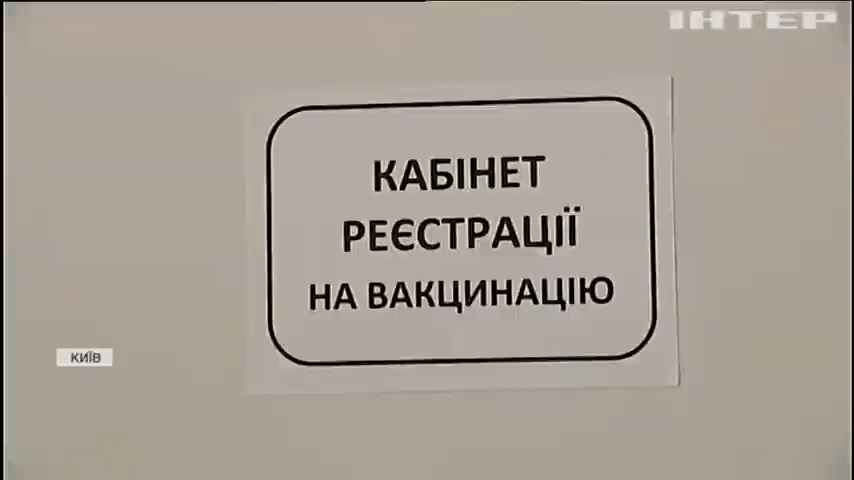 ІНТЕР
КАБІНЕТ
РЕЄСТРАЦІЇ
НА ВАКЦИНАЦІЮ
КИЇВ